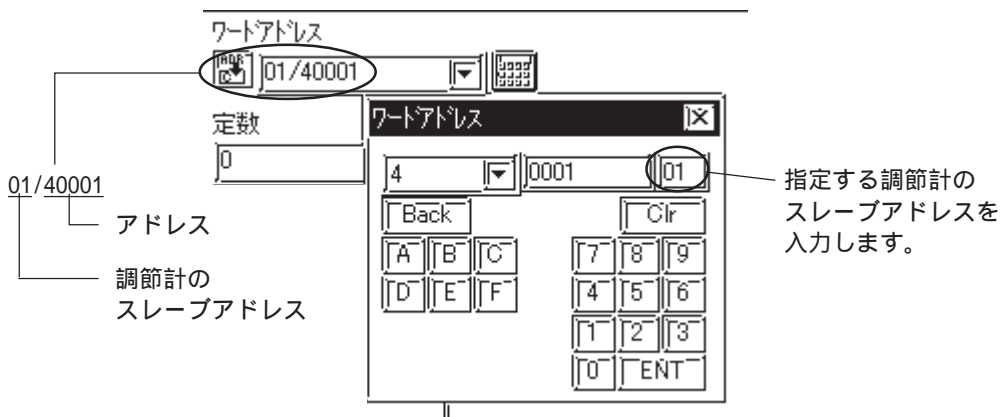 ワードアドレス
ADR
C
01/40001
定数
0
ワードアドレス
4 0001 01
Back Clr
A B C 7 8 9
D E F 4 5 6
1 2 3
0 ENT
01/40001
アドレス
調節計の
スレーブアドレス
指定する調節計の
スレーブアドレスを
入力します。